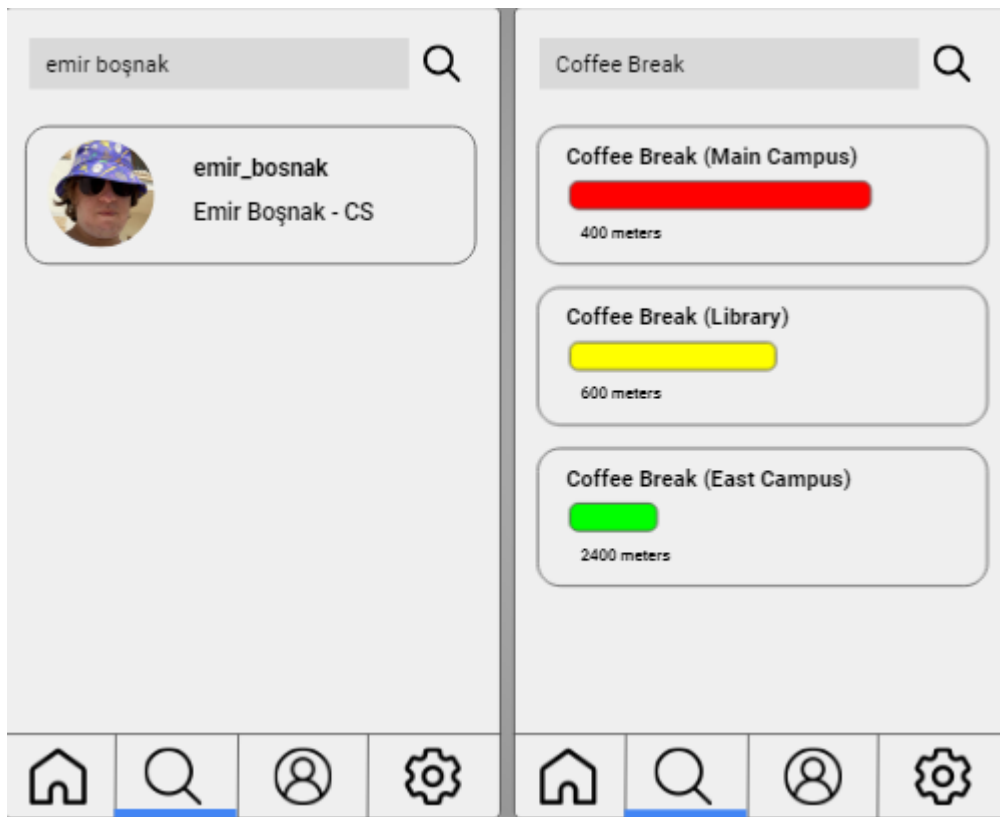 emir boşnak
emir_bosnak
Emir Boşnak - CS
Coffee Break
Coffee Break (Main Campus)
400 meters
Coffee Break (Library)
600 meters
Coffee Break (East Campus)
2400 meters